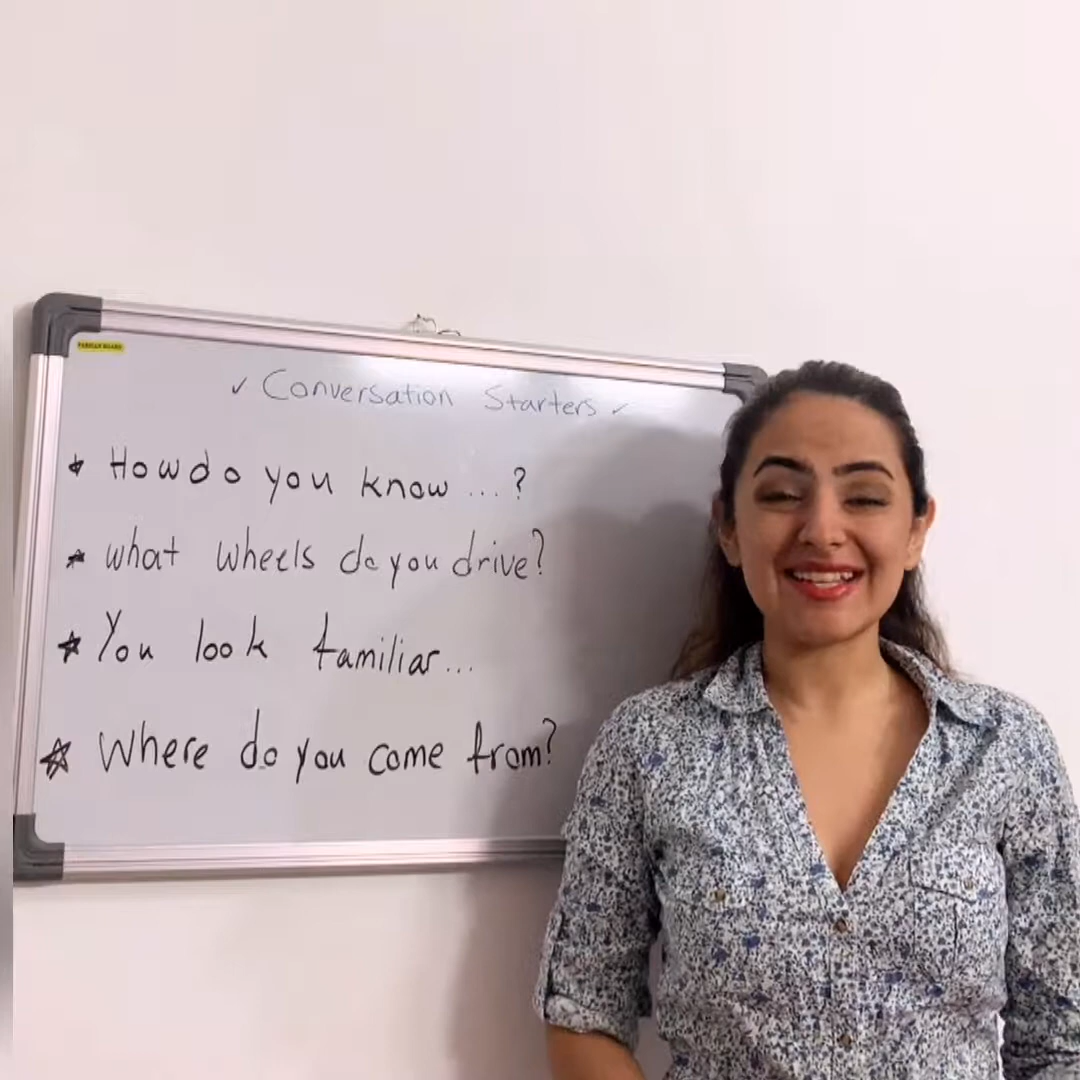 ✓ Conversation Starters ✓
* How do you know ...?
* what wheels do you drive?
* You look familiar...
* Where do you come from?